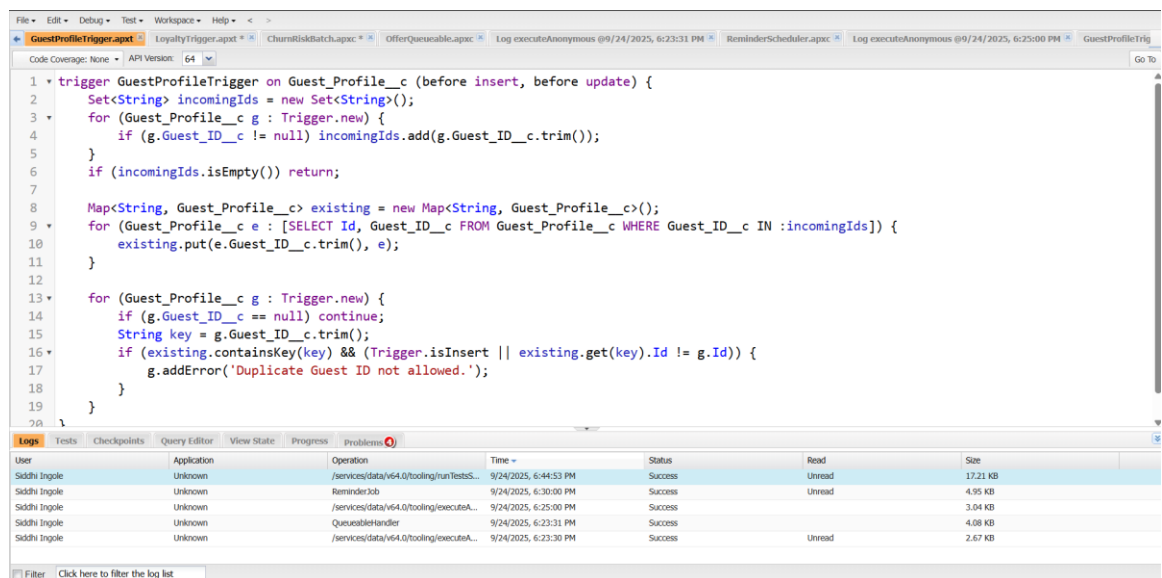 File Edit Debug Test Workspace Help < >
GuestProfileTrigger.apxt LoyaltyTrigger.apxt * ChurnRiskBatch.apxc * OfferQueueable.apxc Log executeAnonymous @9/24/2025, 6:23:31 PM ReminderScheduler.apxc Log executeAnonymous @9/24/2025, 6:25:00 PM GuestProfileTrig
Code Coverage: None API Version: 64 Go To
1 trigger GuestProfileTrigger on Guest_Profile__c (before insert, before update) {
2 Set<String> incomingIds = new Set<String>();
3 for (Guest_Profile__c g : Trigger.new) {
4 if (g.Guest_ID__c != null) incomingIds.add(g.Guest_ID__c.trim());
5 }
6 if (incomingIds.isEmpty()) return;
7
8 Map<String, Guest_Profile__c> existing = new Map<String, Guest_Profile__c>();
9 for (Guest_Profile__c e : [SELECT Id, Guest_ID__c FROM Guest_Profile__c WHERE Guest_ID__c IN :incomingIds]) {
10 existing.put(e.Guest_ID__c.trim(), e);
11 }
12
13 for (Guest_Profile__c g : Trigger.new) {
14 if (g.Guest_ID__c == null) continue;
15 String key = g.Guest_ID__c.trim();
16 if (existing.containsKey(key) && (Trigger.isInsert || existing.get(key).Id != g.Id)) {
17 g.addError('Duplicate Guest ID not allowed.');
18 }
19 }
20 }
Logs Tests Checkpoints Query Editor View State Progress Problems 4
User Application Operation Time Status Read Size
Siddhi Ingole Unknown /services/data/v64.0/tooling/runTestsS... 9/24/2025, 6:44:53 PM Success Unread 17.21 KB
Siddhi Ingole Unknown ReminderJob 9/24/2025, 6:30:00 PM Success Unread 4.95 KB
Siddhi Ingole Unknown /services/data/v64.0/tooling/executeA... 9/24/2025, 6:25:00 PM Success 3.04 KB
Siddhi Ingole Unknown QueueableHandler 9/24/2025, 6:23:31 PM Success 4.08 KB
Siddhi Ingole Unknown /services/data/v64.0/tooling/executeA... 9/24/2025, 6:23:30 PM Success Unread 2.67 KB
Filter Click here to filter the log list